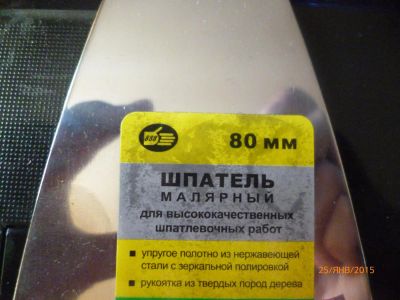 888
80 мм
ШПАТЕЛЬ
МАЛЯРНЫЙ
для высококачественных
шпатлевочных работ
упругое полотно из нержавеющей
стали с зеркальной полировкой
рукоятка из твердых пород дерева
25/ЯНВ/2015